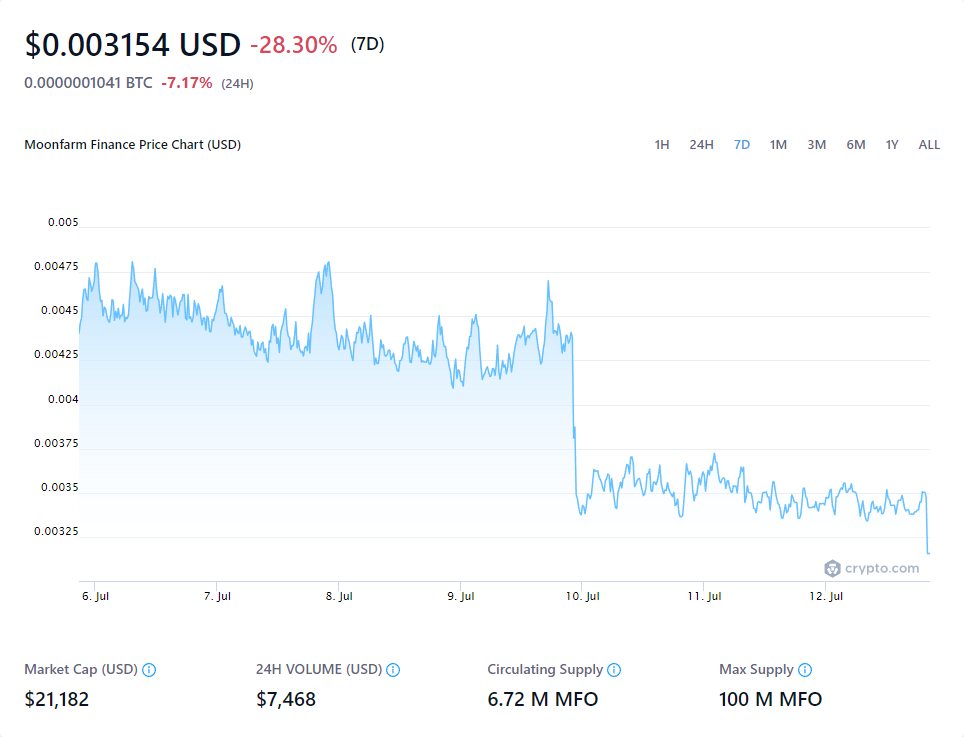 $0.003154 USD -28.30% (7D)
0.0000001041 BTC -7.17% (24H)
Moonfarm Finance Price Chart (USD) 1H 24H 7D 1M 3M 6M 1Y ALL
0.005
0.00475
0.0045
0.00425
0.004
0.00375
0.0035
0.00325
crypto.com
6. Jul 7. Jul 8. Jul 9. Jul 10. Jul 11. Jul 12. Jul
Market Cap (USD) 24H VOLUME (USD) Circulating Supply Max Supply
$21,182 $7,468 6.72 M MFO 100 M MFO